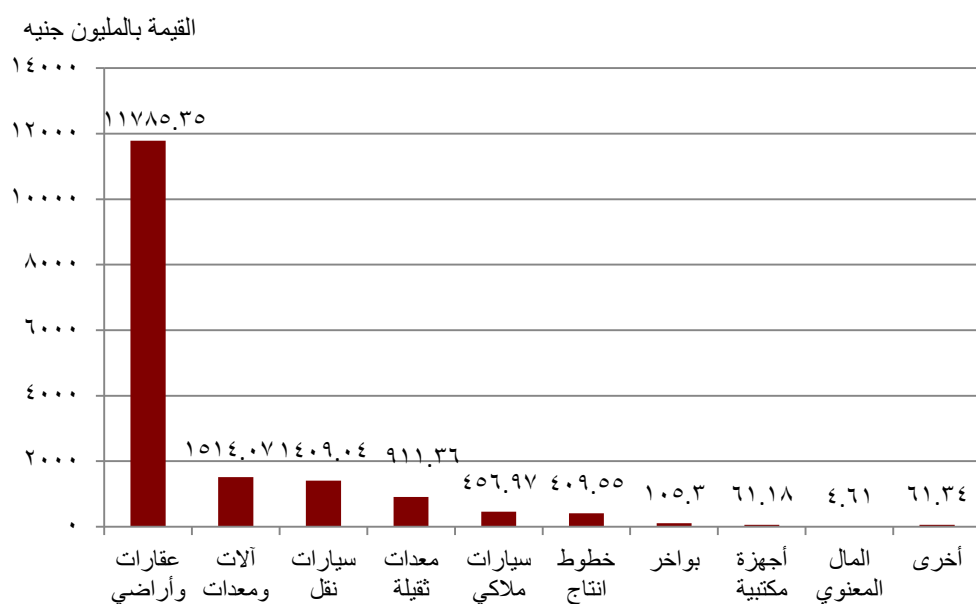 القيمة بالمليون جنيه
١٤٠٠٠
١٢٠٠٠
١٠٠٠٠
٨٠٠٠
٦٠٠٠
٤٠٠٠
٢٠٠٠
٠
١١٧٨٥.٣٥
١٥١٤.٠٧
١٤٠٩.٠٤
٩١١.٣٦
٤٥٦.٩٧
٤٠٩.٥٥
١٠٥.٣
٦١.١٨
٤.٦١
٦١.٣٤
عقارات
وأراضي
آلات
ومعدات
سيارات
نقل
معدات
ثقيلة
سيارات
ملاكي
خطوط
انتاج
بواخر
أجهزة
مكتبية
المال
المعنوي
أخرى